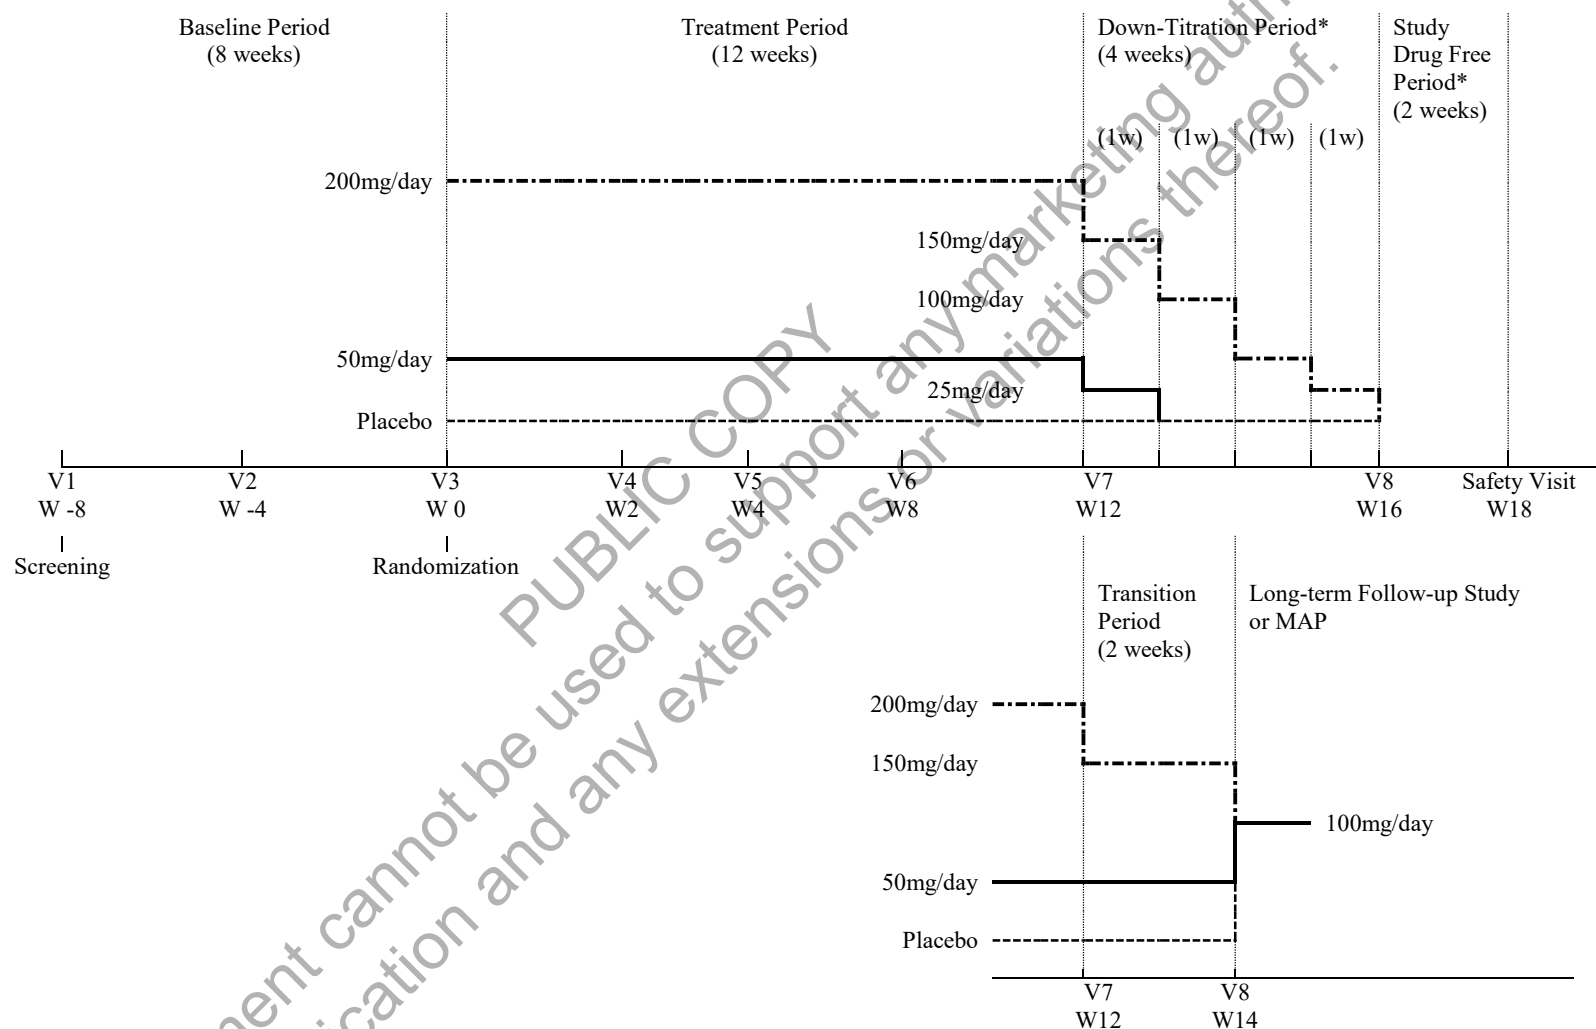 Baseline Period
(8 weeks)
Treatment Period
(12 weeks)
Down-Titration Period*
(4 weeks)
Study
Drug Free
Period*
(2 weeks)
(1w) (1w) (1w) (1w)
200mg/day
150mg/day
100mg/day
50mg/day
25mg/day
Placebo
V1 V2 V3 V4 V5 V6 V7 V8 Safety Visit
W -8 W -4 W 0 W2 W4 W8 W12 W16 W18
Screening Randomization
Transition
Period
(2 weeks)
Long-term Follow-up Study
or MAP
200mg/day
150mg/day
100mg/day
50mg/day
Placebo
V7 V8
W12 W14
PUBLIC COPY
cannot be used to support any marketing
and any extensions or variations thereof.